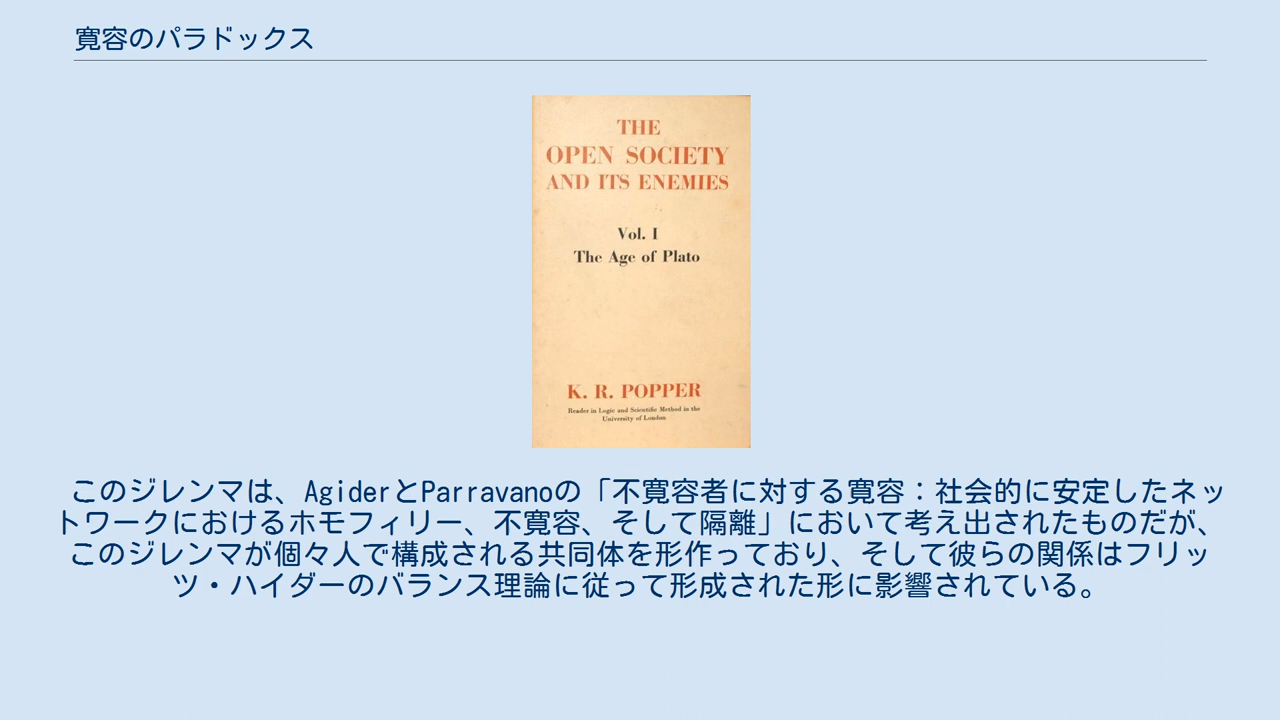 寛容のパラドックス
THE
OPEN SOCIETY
AND ITS ENEMIES
Vol. I
The Age of Plato
K. R. POPPER
Reader in Logic and Scientific Method in the
University of London
このジレンマは、AgiderとParravanoの「不寛容者に対する寛容：社会的に安定したネッ
トワークにおけるホモフィリー、不寛容、そして隔離」において考え出されたものだが、
このジレンマが個々人で構成される共同体を形作っており、そして彼らの関係はフリッ
ツ・ハイダーのバランス理論に従って形成された形に影響されている。